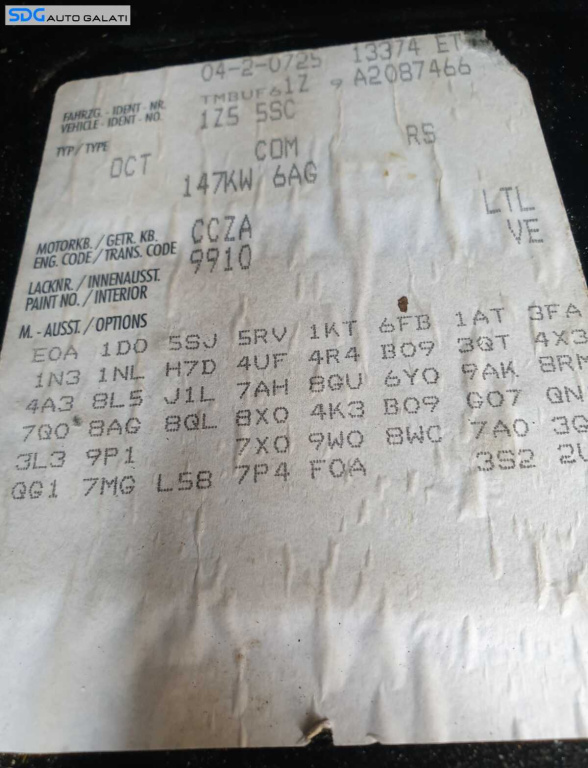 SDG AUTO GALATI
04-2-0725 13374 ET
FAHRZG. - IDENT - NR. TMBUF61Z 9 A2087466
VEHICLE - IDENT - NO. 1Z5 5SC
TYP / TYPE OCT COM RS
147KW 6AG
MOTORKB. / GETR. KB. CCZA LTL
ENG. CODE / TRANS. CODE 9910 VE
LACKNR. / INNENAUSST.
PAINT NO. / INTERIOR
M. - AUSST. / OPTIONS
E0A 1D0 5SJ 5RV 1KT 6FB 1AT 3FA
1N3 1NL H7D 4UF 4R4 B09 3QT 4X3
4A3 8L5 J1L 7AH 8GU 6Y0 9AK 8RM
7Q0 8AG 8QL 8X0 4K3 B09 G07 QN
3L3 9P1 7X0 9W0 8WC 7A0 3G
QG1 7MG L58 7P4 F0A 3S2 2U